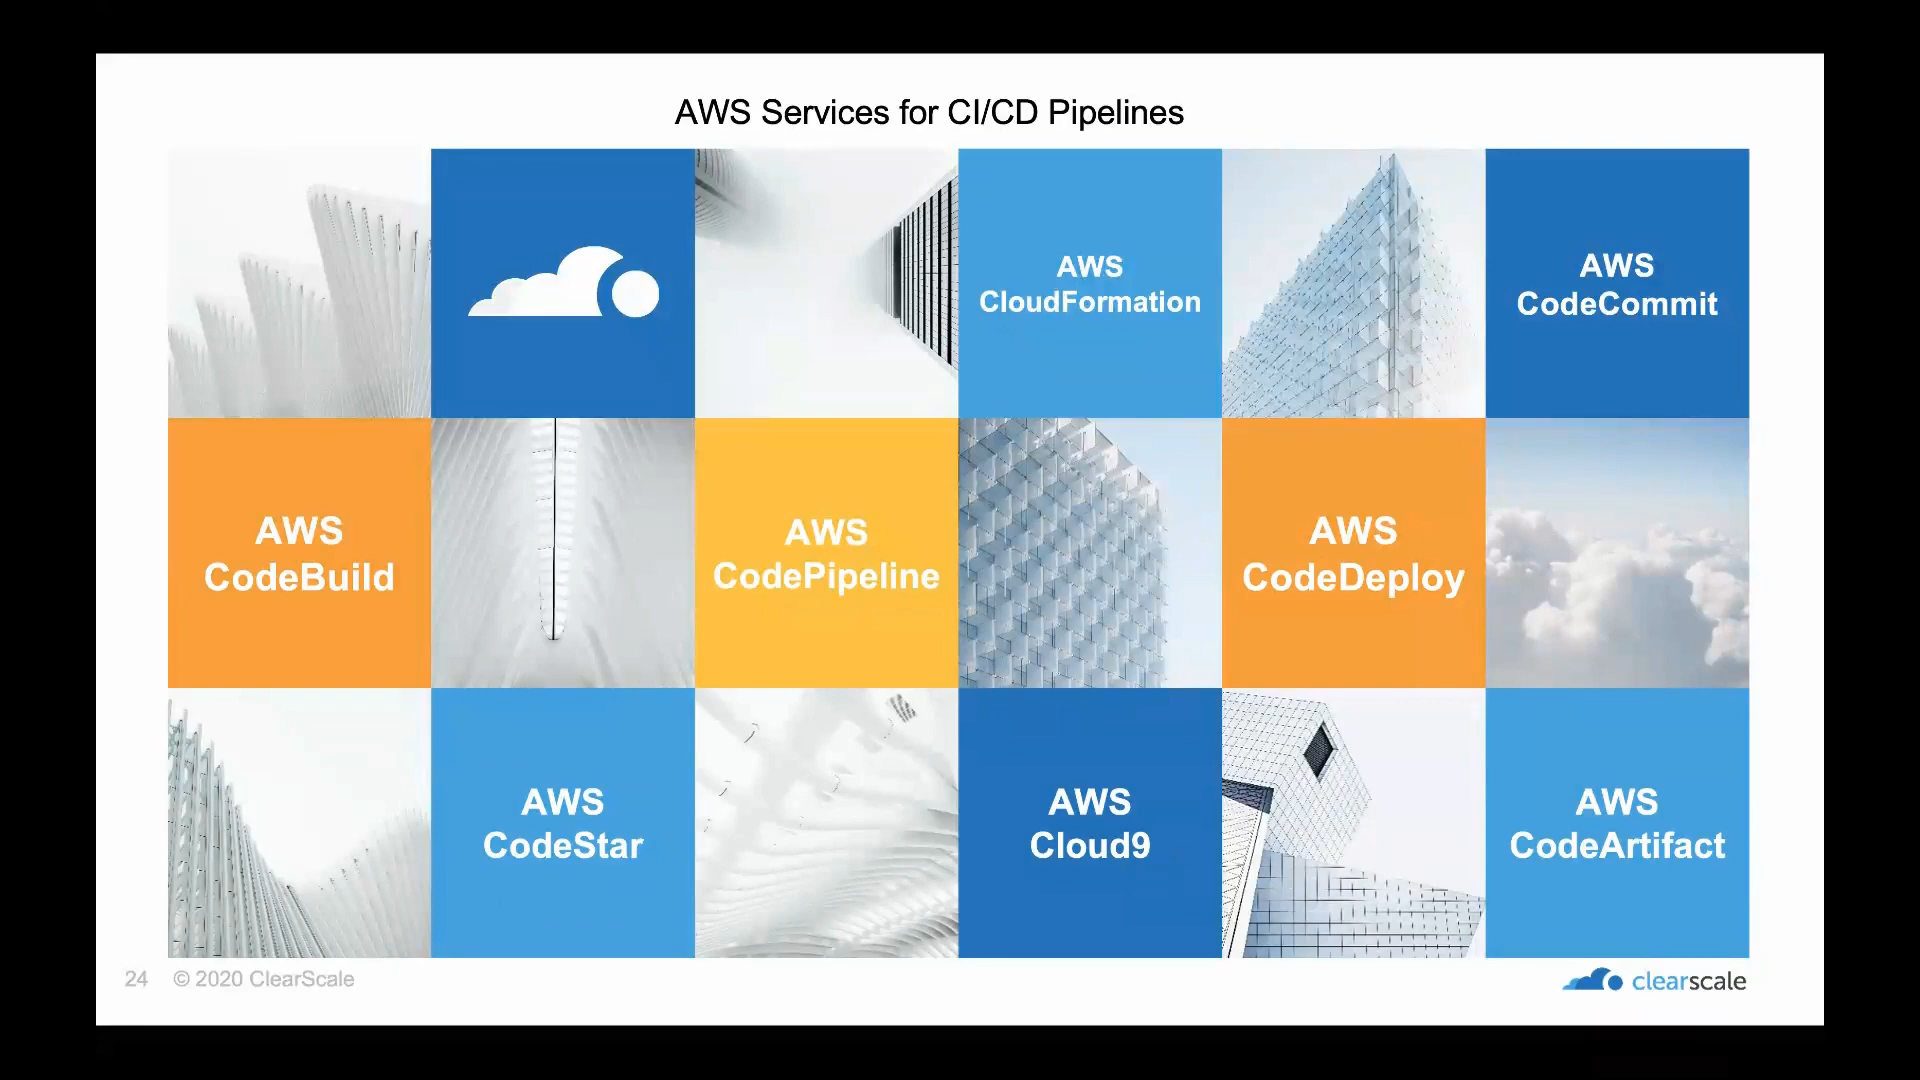 AWS Services for CI/CD Pipelines
AWS
CloudFormation
AWS
CodeCommit
AWS
CodeBuild
AWS
CodePipeline
AWS
CodeDeploy
AWS
CodeStar
AWS
Cloud9
AWS
CodeArtifact
24 © 2020 ClearScale
clearscale